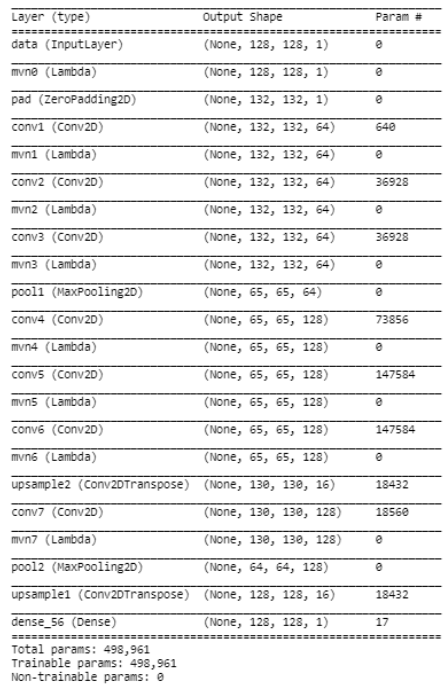 Layer (type) Output Shape Param #
data (InputLayer) (None, 128, 128, 1) 0
mvn0 (Lambda) (None, 128, 128, 1) 0
pad (ZeroPadding2D) (None, 132, 132, 1) 0
conv1 (Conv2D) (None, 132, 132, 64) 640
mvn1 (Lambda) (None, 132, 132, 64) 0
conv2 (Conv2D) (None, 132, 132, 64) 36928
mvn2 (Lambda) (None, 132, 132, 64) 0
conv3 (Conv2D) (None, 132, 132, 64) 36928
mvn3 (Lambda) (None, 132, 132, 64) 0
pool1 (MaxPooling2D) (None, 65, 65, 64) 0
conv4 (Conv2D) (None, 65, 65, 128) 73856
mvn4 (Lambda) (None, 65, 65, 128) 0
conv5 (Conv2D) (None, 65, 65, 128) 147584
mvn5 (Lambda) (None, 65, 65, 128) 0
conv6 (Conv2D) (None, 65, 65, 128) 147584
mvn6 (Lambda) (None, 65, 65, 128) 0
upsample2 (Conv2DTranspose) (None, 130, 130, 16) 18432
conv7 (Conv2D) (None, 130, 130, 128) 18560
mvn7 (Lambda) (None, 130, 130, 128) 0
pool2 (MaxPooling2D) (None, 64, 64, 128) 0
upsample1 (Conv2DTranspose) (None, 128, 128, 16) 18432
dense_56 (Dense) (None, 128, 128, 1) 17
Total params: 498,961
Trainable params: 498,961
Non-trainable params: 0